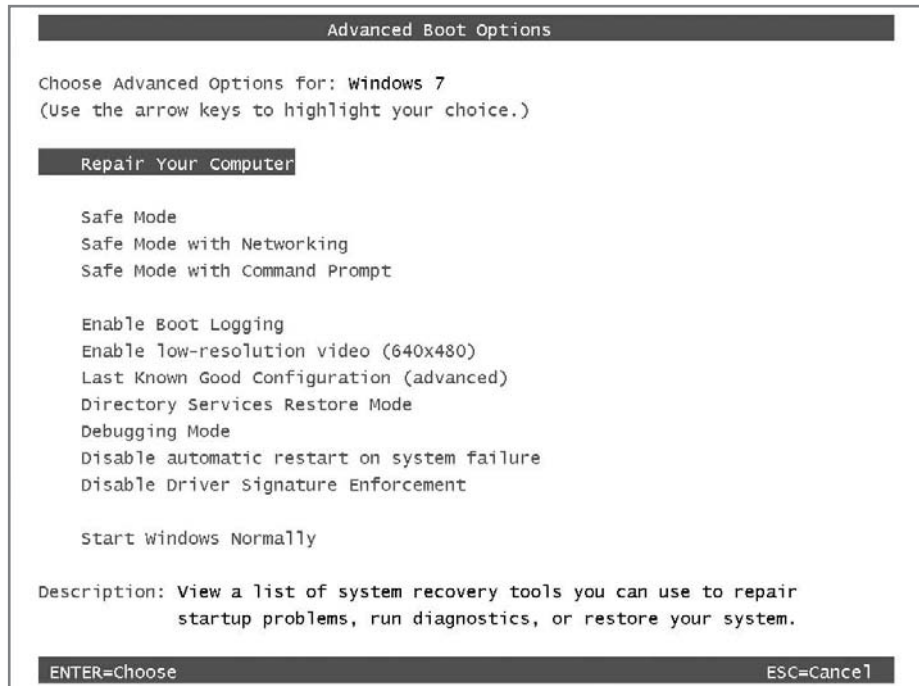 Advanced Boot Options
Choose Advanced Options for: Windows 7
(Use the arrow keys to highlight your choice.)
Repair Your Computer
Safe Mode
Safe Mode with Networking
Safe Mode with Command Prompt
Enable Boot Logging
Enable low-resolution video (640x480)
Last Known Good Configuration (advanced)
Directory Services Restore Mode
Debugging Mode
Disable automatic restart on system failure
Disable Driver Signature Enforcement
Start Windows Normally
Description: View a list of system recovery tools you can use to repair
startup problems, run diagnostics, or restore your system.
ENTER=Choose ESC=Cancel